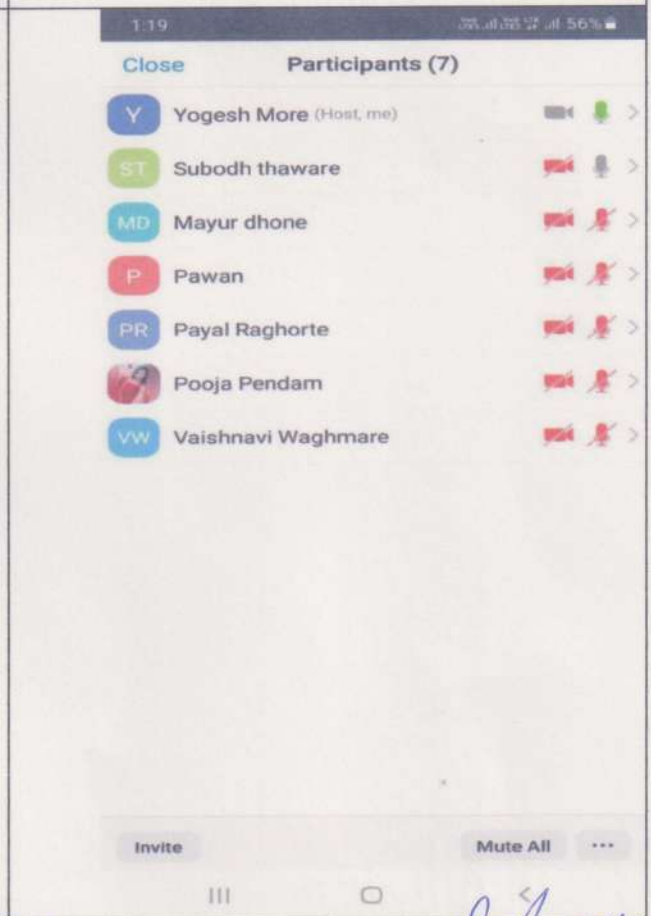 1:19 56%
Close Participants (7)
Y Yogesh More (Host, me)
ST Subodh thaware
MD Mayur dhone
P Pawan
PR Payal Raghorte
Pooja Pendam
VW Vaishnavi Waghmare
Invite Mute All ...